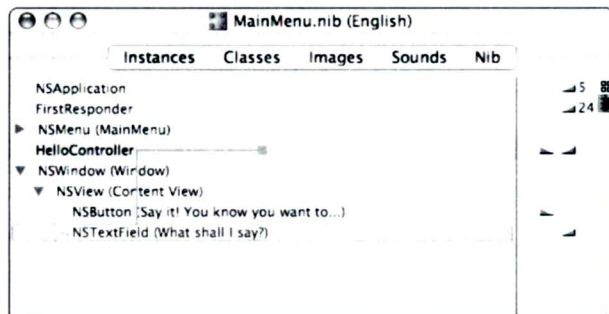 MainMenu.nib (English)
Instances Classes Images Sounds Nib
NSApplication 5
FirstResponder 24
NSMenu (MainMenu)
HelloController
NSWindow (Window)
NSView (Content View)
NSButton (Say it! You know you want to...)
NSTextField (What shall I say?)